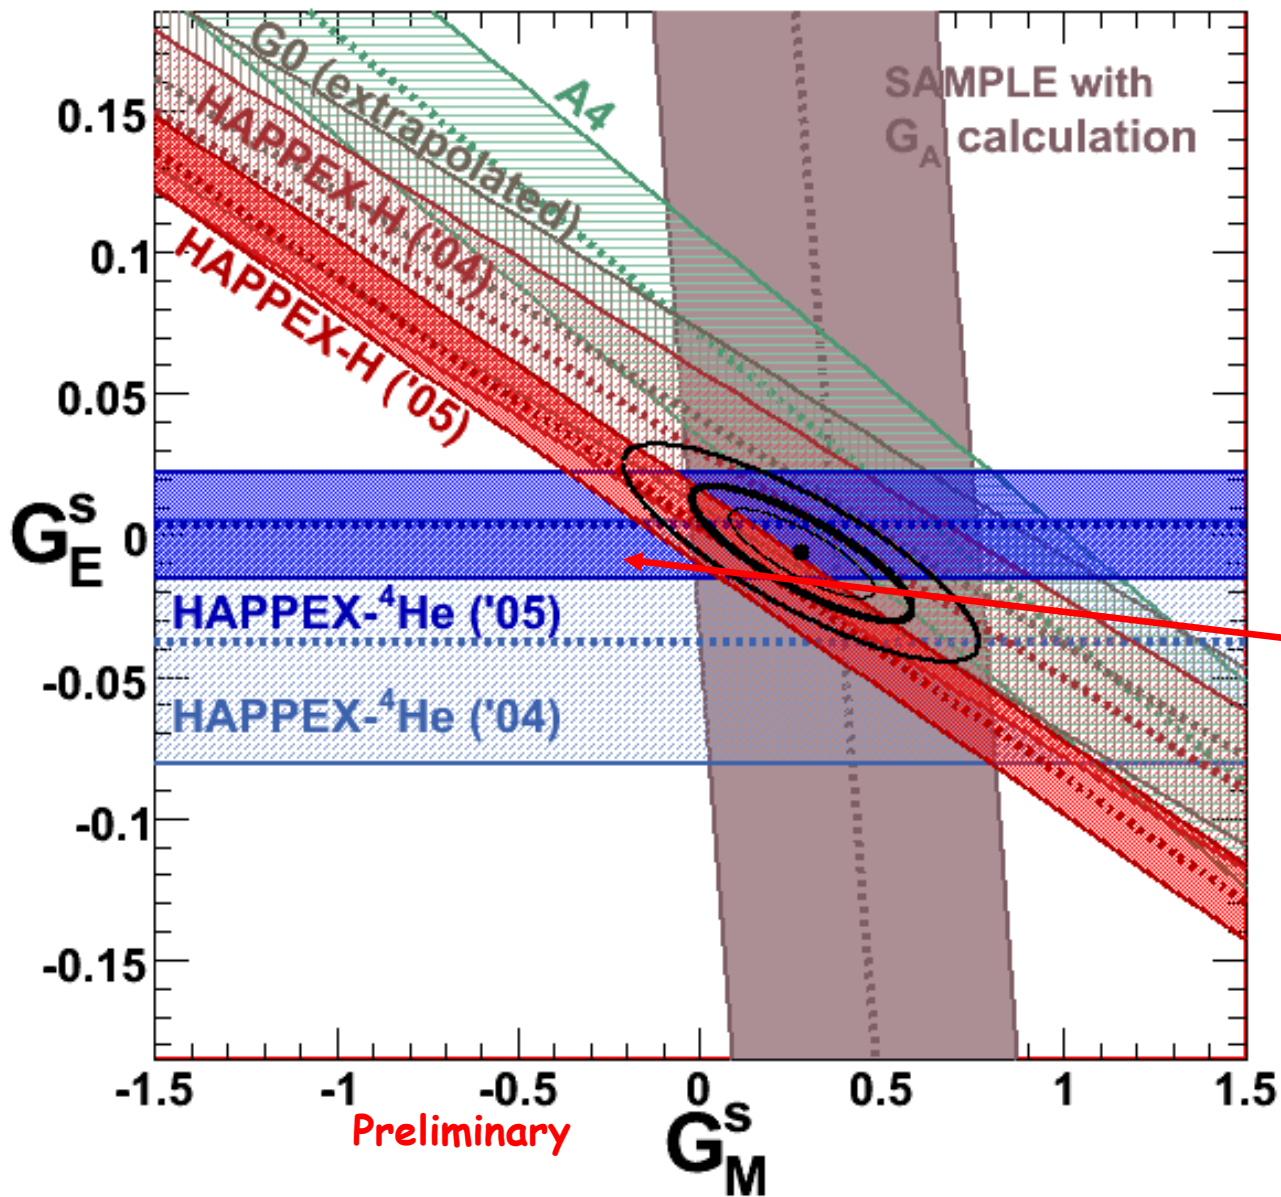 SAMPLE with
G_A calculation
A4
G0 (extrapolated)
HAPPEX-H ('04)
HAPPEX-H ('05)
HAPPEX-⁴He ('05)
HAPPEX-⁴He ('04)
G_E^s
0.15
0.1
0.05
0
-0.05
-0.1
-0.15
-1.5 -1 -0.5 0 0.5 1 1.5
Preliminary
G_M^s